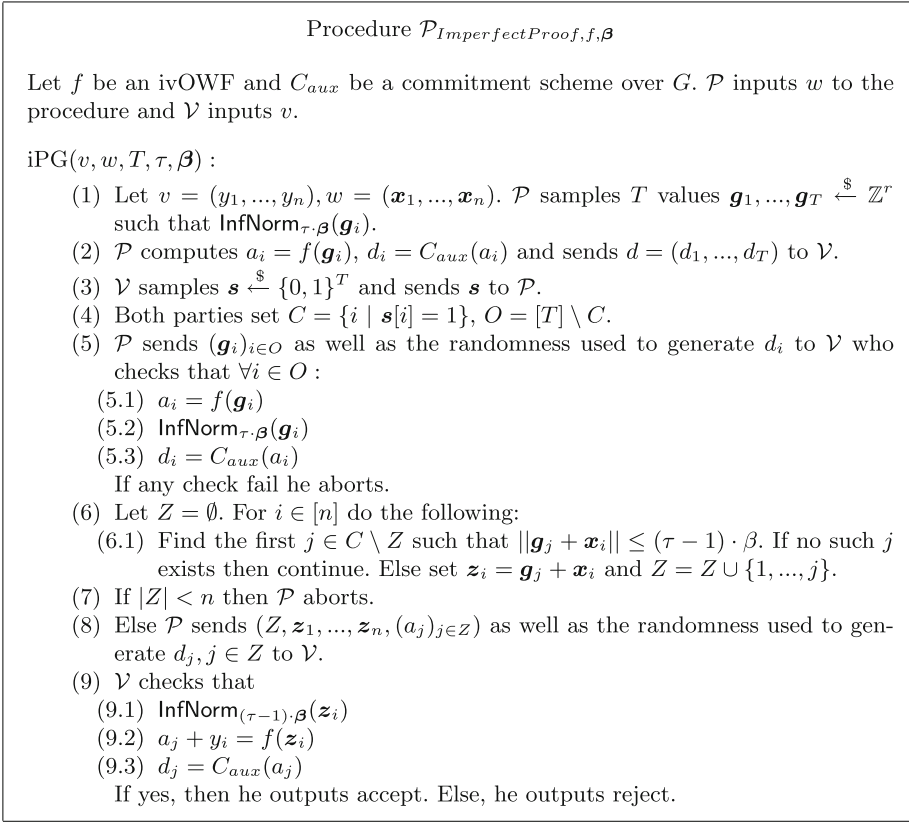 Procedure 𝒫_{ImperfectProof,f,𝜷}
Let f be an ivOWF and C_{aux} be a commitment scheme over G. 𝒫 inputs w to the
procedure and 𝒱 inputs v.
iPG(v, w, T, τ, 𝜷) :
(1) Let v = (y_1, ..., y_n), w = (𝒙_1, ..., 𝒙_n). 𝒫 samples T values 𝒈_1, ..., 𝒈_T ←$ ℤ^r
such that InfNorm_{τ·𝜷}(𝒈_i).
(2) 𝒫 computes a_i = f(𝒈_i), d_i = C_{aux}(a_i) and sends d = (d_1, ..., d_T) to 𝒱.
(3) 𝒱 samples 𝒔 ←$ {0, 1}^T and sends 𝒔 to 𝒫.
(4) Both parties set C = {i | 𝒔[i] = 1}, O = [T] \ C.
(5) 𝒫 sends (𝒈_i)_{i∈O} as well as the randomness used to generate d_i to 𝒱 who
checks that ∀i ∈ O :
(5.1) a_i = f(𝒈_i)
(5.2) InfNorm_{τ·𝜷}(𝒈_i)
(5.3) d_i = C_{aux}(a_i)
If any check fail he aborts.
(6) Let Z = ∅. For i ∈ [n] do the following:
(6.1) Find the first j ∈ C \ Z such that ||𝒈_j + 𝒙_i|| ≤ (τ − 1) · β. If no such j
exists then continue. Else set 𝒛_i = 𝒈_j + 𝒙_i and Z = Z ∪ {1, ..., j}.
(7) If |Z| < n then 𝒫 aborts.
(8) Else 𝒫 sends (Z, 𝒛_1, ..., 𝒛_n, (a_j)_{j∈Z}) as well as the randomness used to gen-
erate d_j, j ∈ Z to 𝒱.
(9) 𝒱 checks that
(9.1) InfNorm_{(τ−1)·𝜷}(𝒛_i)
(9.2) a_j + y_i = f(𝒛_i)
(9.3) d_j = C_{aux}(a_j)
If yes, then he outputs accept. Else, he outputs reject.